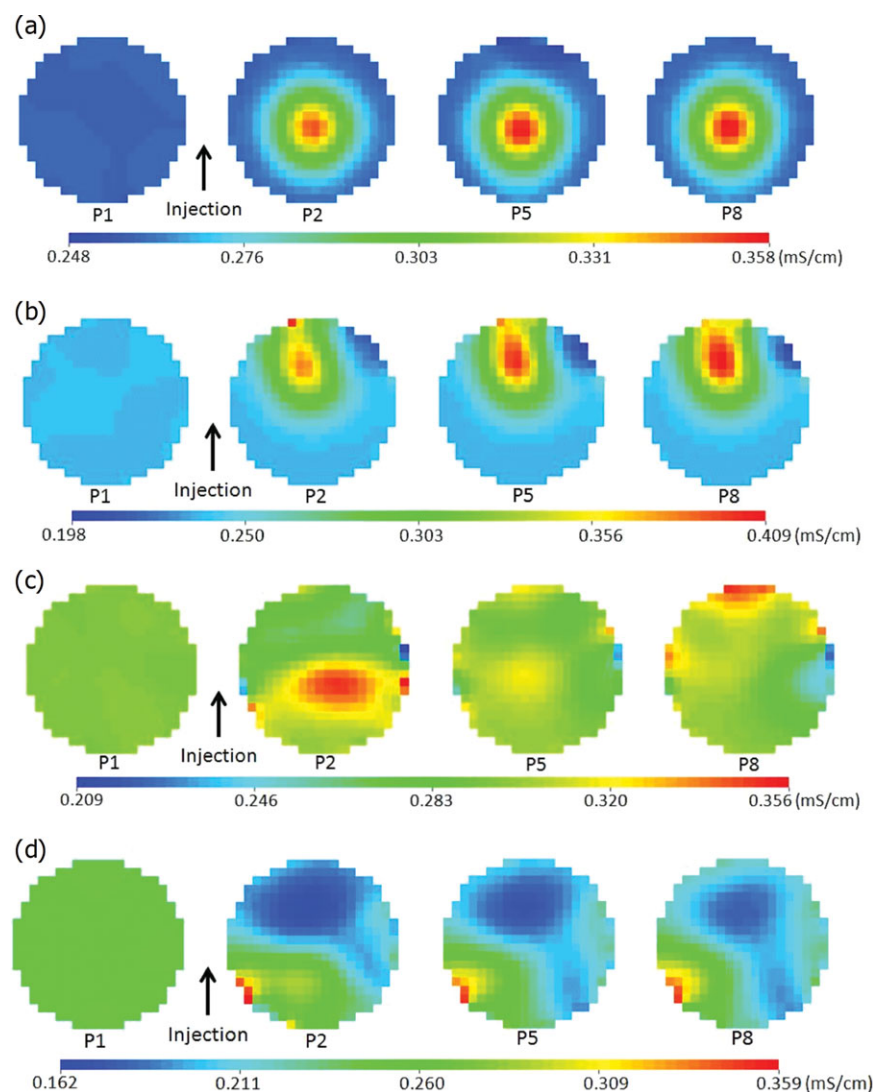 (a)
P1
Injection
P2
P5
P8
0.248 0.276 0.303 0.331 0.358 (mS/cm)
(b)
P1
Injection
P2
P5
P8
0.198 0.250 0.303 0.356 0.409 (mS/cm)
(c)
P1
Injection
P2
P5
P8
0.209 0.246 0.283 0.320 0.356 (mS/cm)
(d)
P1
Injection
P2
P5
P8
0.162 0.211 0.260 0.309 0.359 (mS/cm)